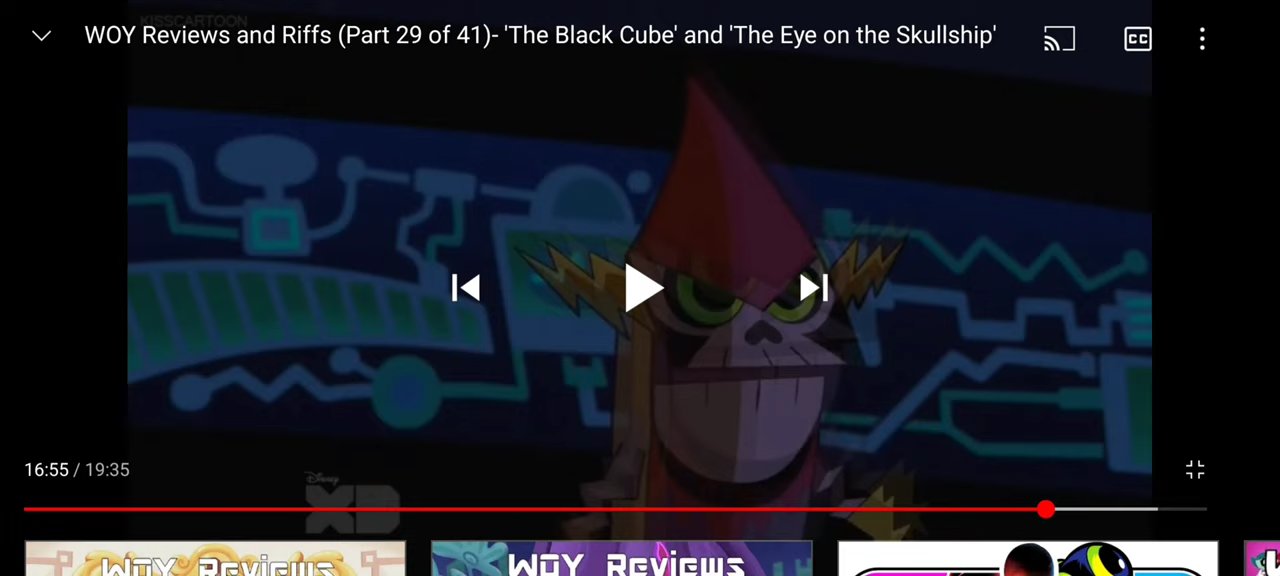 KISSCARTOON
WOY Reviews and Riffs (Part 29 of 41)- 'The Black Cube' and 'The Eye on the Skullship'
CC
16:55 / 19:35
Disney
XD
WOY Reviews
WOY Reviews